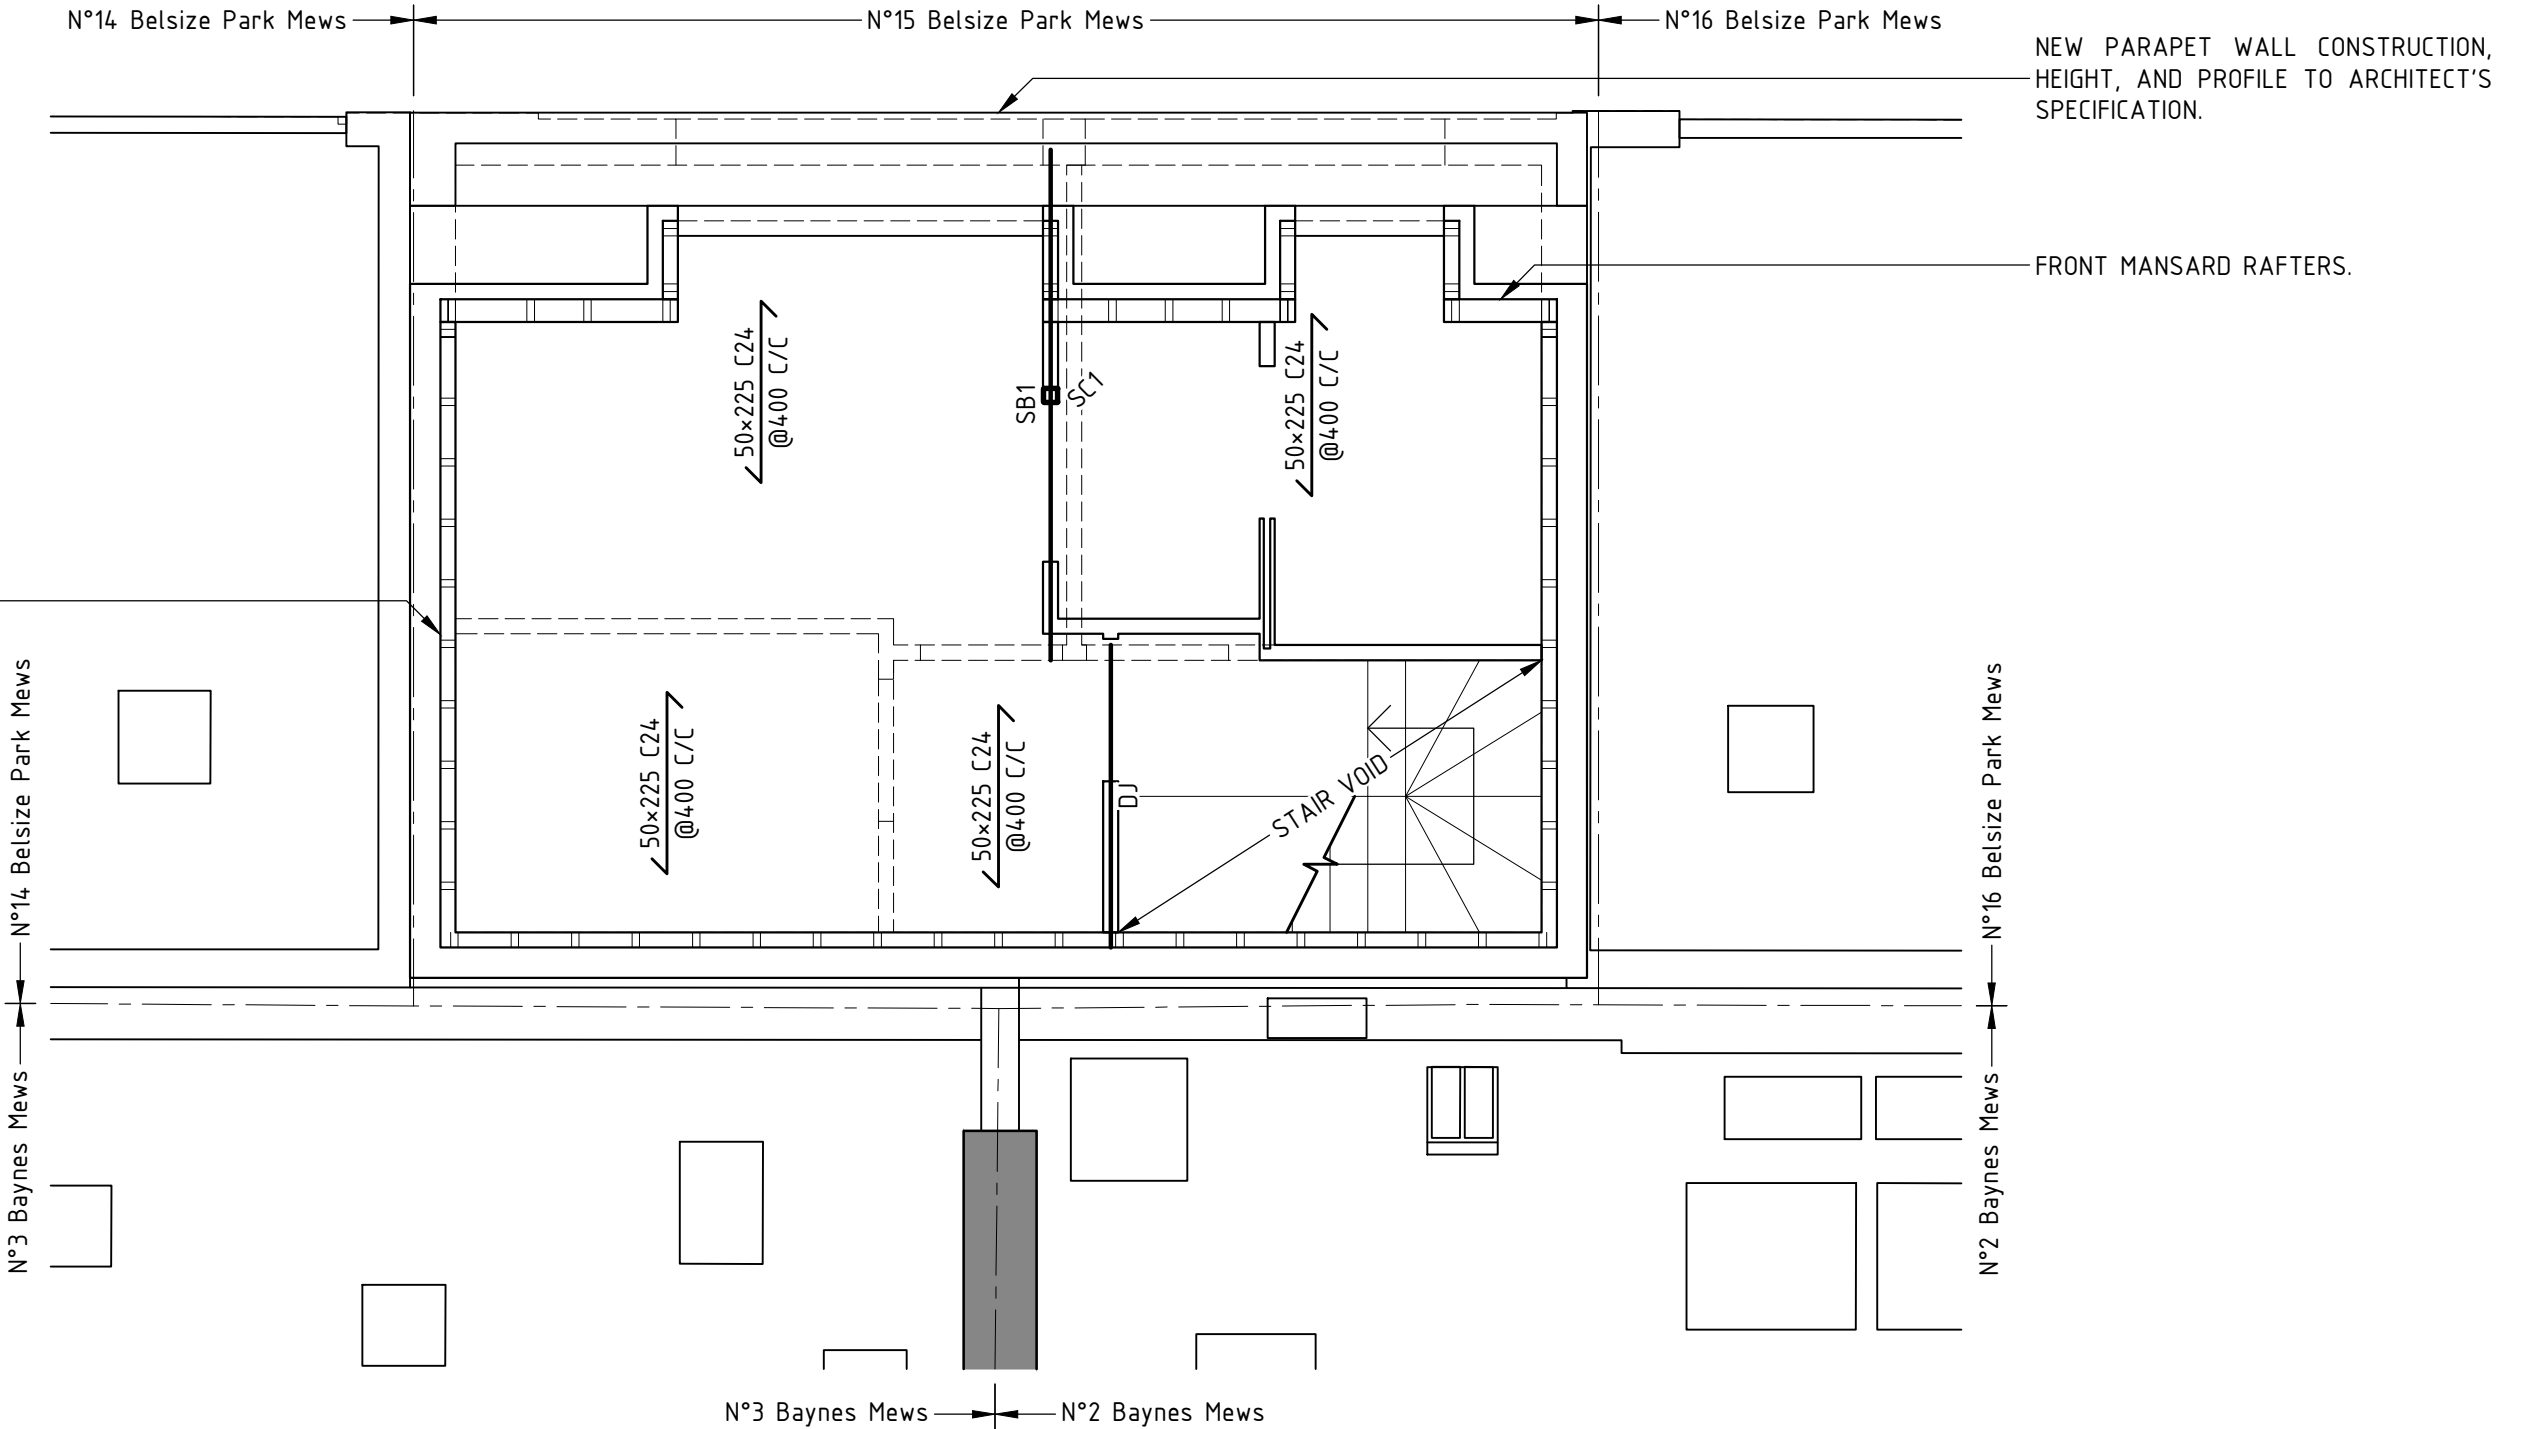 N°14 Belsize Park Mews
N°15 Belsize Park Mews
N°16 Belsize Park Mews
NEW PARAPET WALL CONSTRUCTION,
HEIGHT, AND PROFILE TO ARCHITECT'S
SPECIFICATION.
FRONT MANSARD RAFTERS.
50×225 C24
@400 C/C
SB1
SC1
50×225 C24
@400 C/C
50×225 C24
@400 C/C
50×225 C24
@400 C/C
DJ
STAIR VOID
N°14 Belsize Park Mews
N°3 Baynes Mews
N°16 Belsize Park Mews
N°2 Baynes Mews
N°3 Baynes Mews
N°2 Baynes Mews